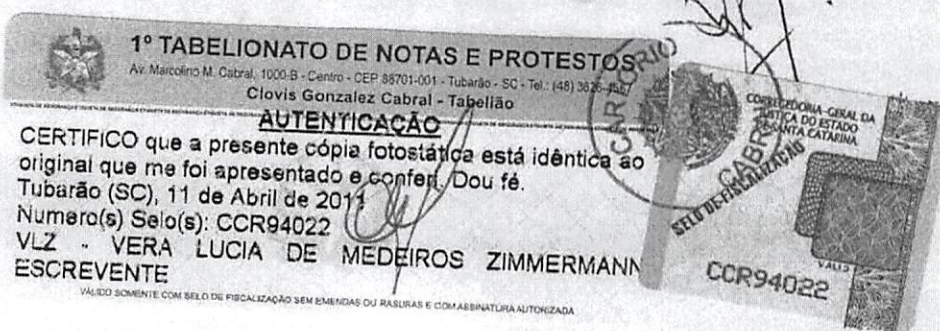 1º TABELIONATO DE NOTAS E PROTESTOS
Av. Marcolino M. Cabral, 1000-B - Centro - CEP 88701-001 - Tubarão - SC - Tel.: (48) 3626-4567
Clovis Gonzalez Cabral - Tabelião
AUTENTICAÇÃO
CERTIFICO que a presente cópia fotostática está idêntica ao
original que me foi apresentado e conferi. Dou fé.
Tubarão (SC), 11 de Abril de 2011
Numero(s) Selo(s): CCR94022
VLZ - VERA LUCIA DE MEDEIROS ZIMMERMANN
ESCREVENTE
VÁLIDO SOMENTE COM SELO DE FISCALIZAÇÃO SEM EMENDAS OU RASURAS E COM ASSINATURA AUTORIZADA
CARTORIO
CABRAL
CORREGEDORIA-GERAL DA
JUSTIÇA DO ESTADO
SANTA CATARINA
SELO DE FISCALIZAÇÃO
CCR94022